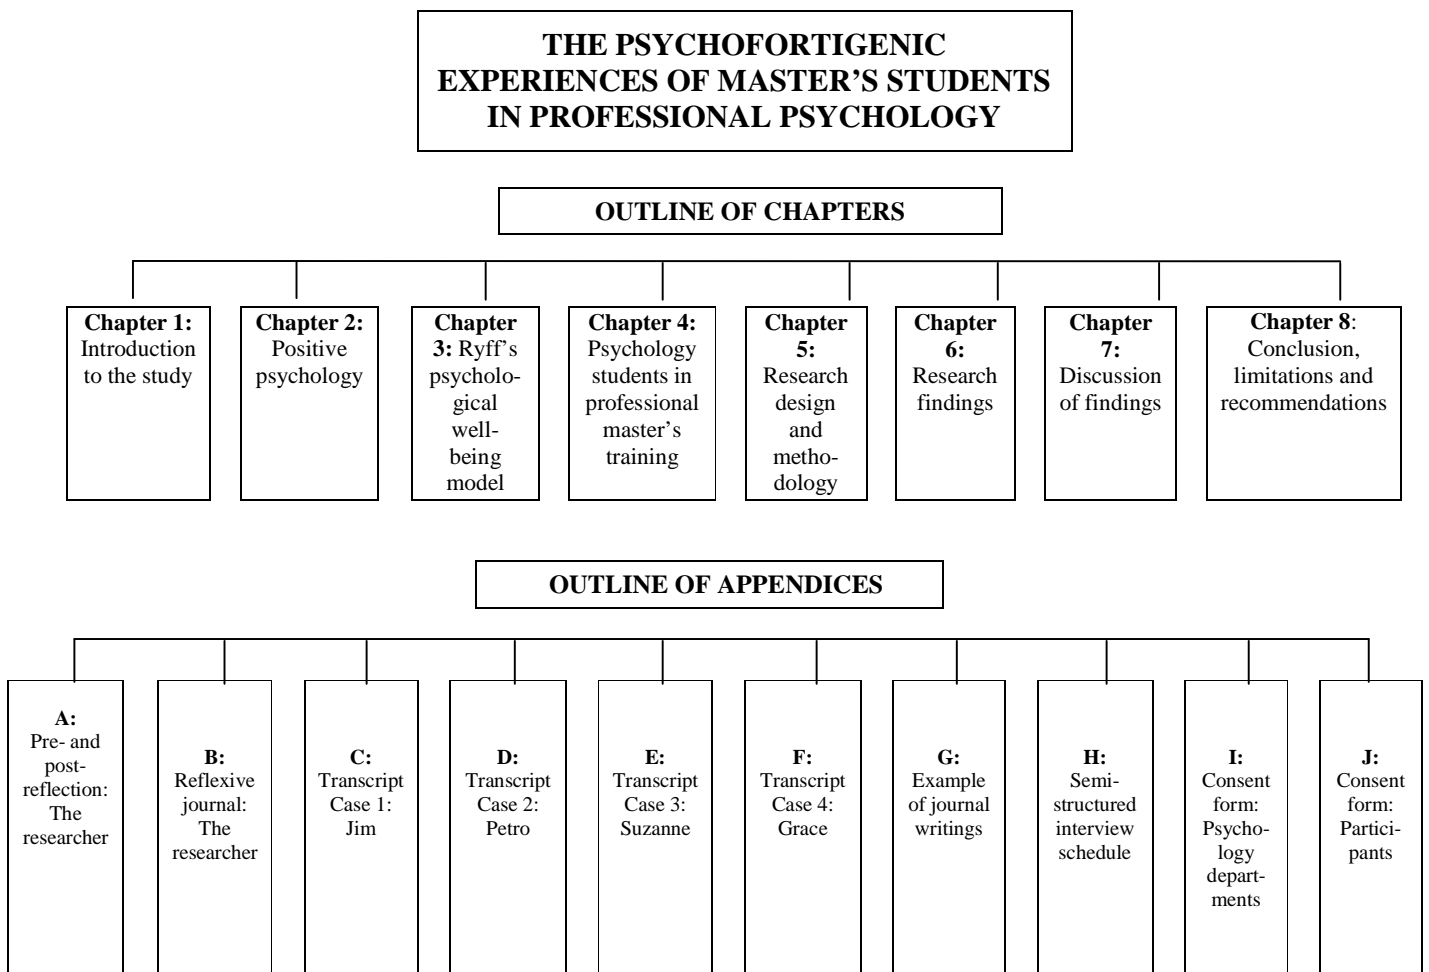 THE PSYCHOFORTIGENIC
EXPERIENCES OF MASTER'S STUDENTS
IN PROFESSIONAL PSYCHOLOGY
OUTLINE OF CHAPTERS
Chapter 1:
Introduction
to the study
Chapter 2:
Positive
psychology
Chapter
3: Ryff's
psycholo-
gical
well-
being
model
Chapter 4:
Psychology
students in
professional
master's
training
Chapter
5:
Research
design
and
metho-
dology
Chapter
6:
Research
findings
Chapter
7:
Discussion
of findings
Chapter 8:
Conclusion,
limitations and
recommendations
OUTLINE OF APPENDICES
A:
Pre- and
post-
reflection:
The
researcher
B:
Reflexive
journal:
The
researcher
C:
Transcript
Case 1:
Jim
D:
Transcript
Case 2:
Petro
E:
Transcript
Case 3:
Suzanne
F:
Transcript
Case 4:
Grace
G:
Example
of journal
writings
H:
Semi-
structured
interview
schedule
I:
Consent
form:
Psycho-
logy
depart-
ments
J:
Consent
form:
Partici-
pants